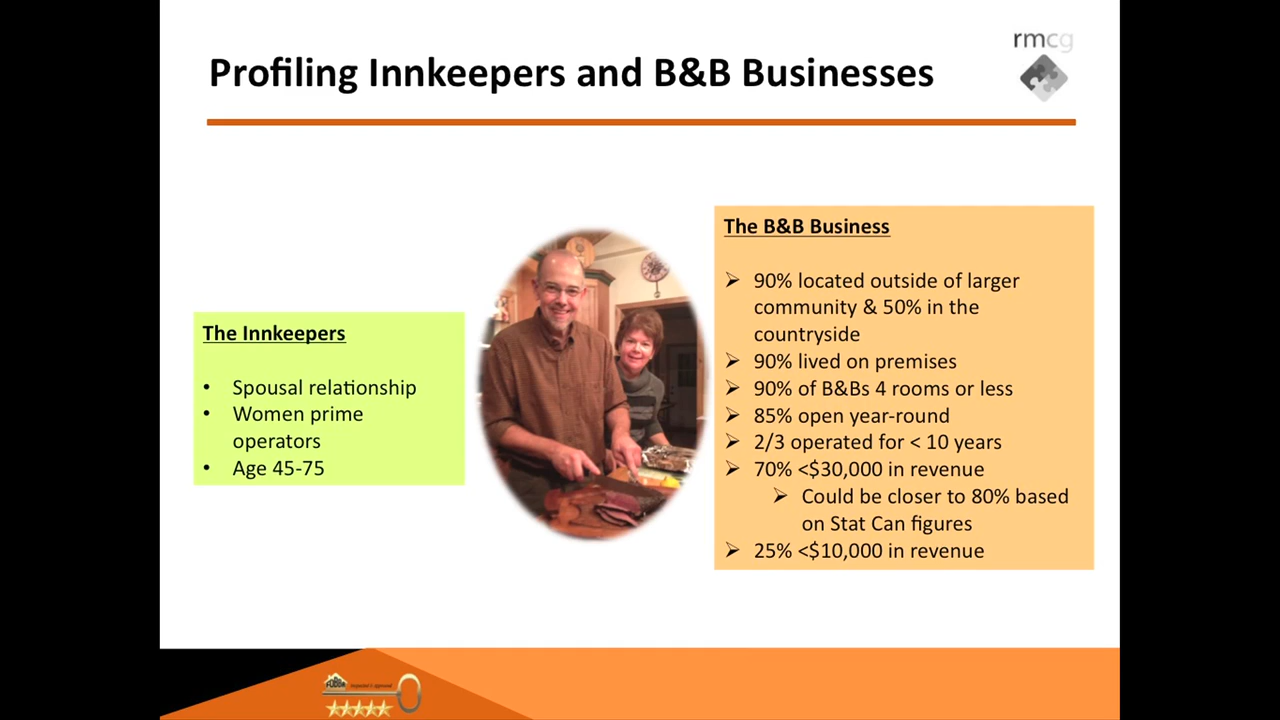 rmcg
Profiling Innkeepers and B&B Businesses
The Innkeepers
• Spousal relationship
• Women prime
operators
• Age 45-75
The B&B Business
➢ 90% located outside of larger
community & 50% in the
countryside
➢ 90% lived on premises
➢ 90% of B&Bs 4 rooms or less
➢ 85% open year-round
➢ 2/3 operated for < 10 years
➢ 70% <$30,000 in revenue
➢ Could be closer to 80% based
on Stat Can figures
➢ 25% <$10,000 in revenue